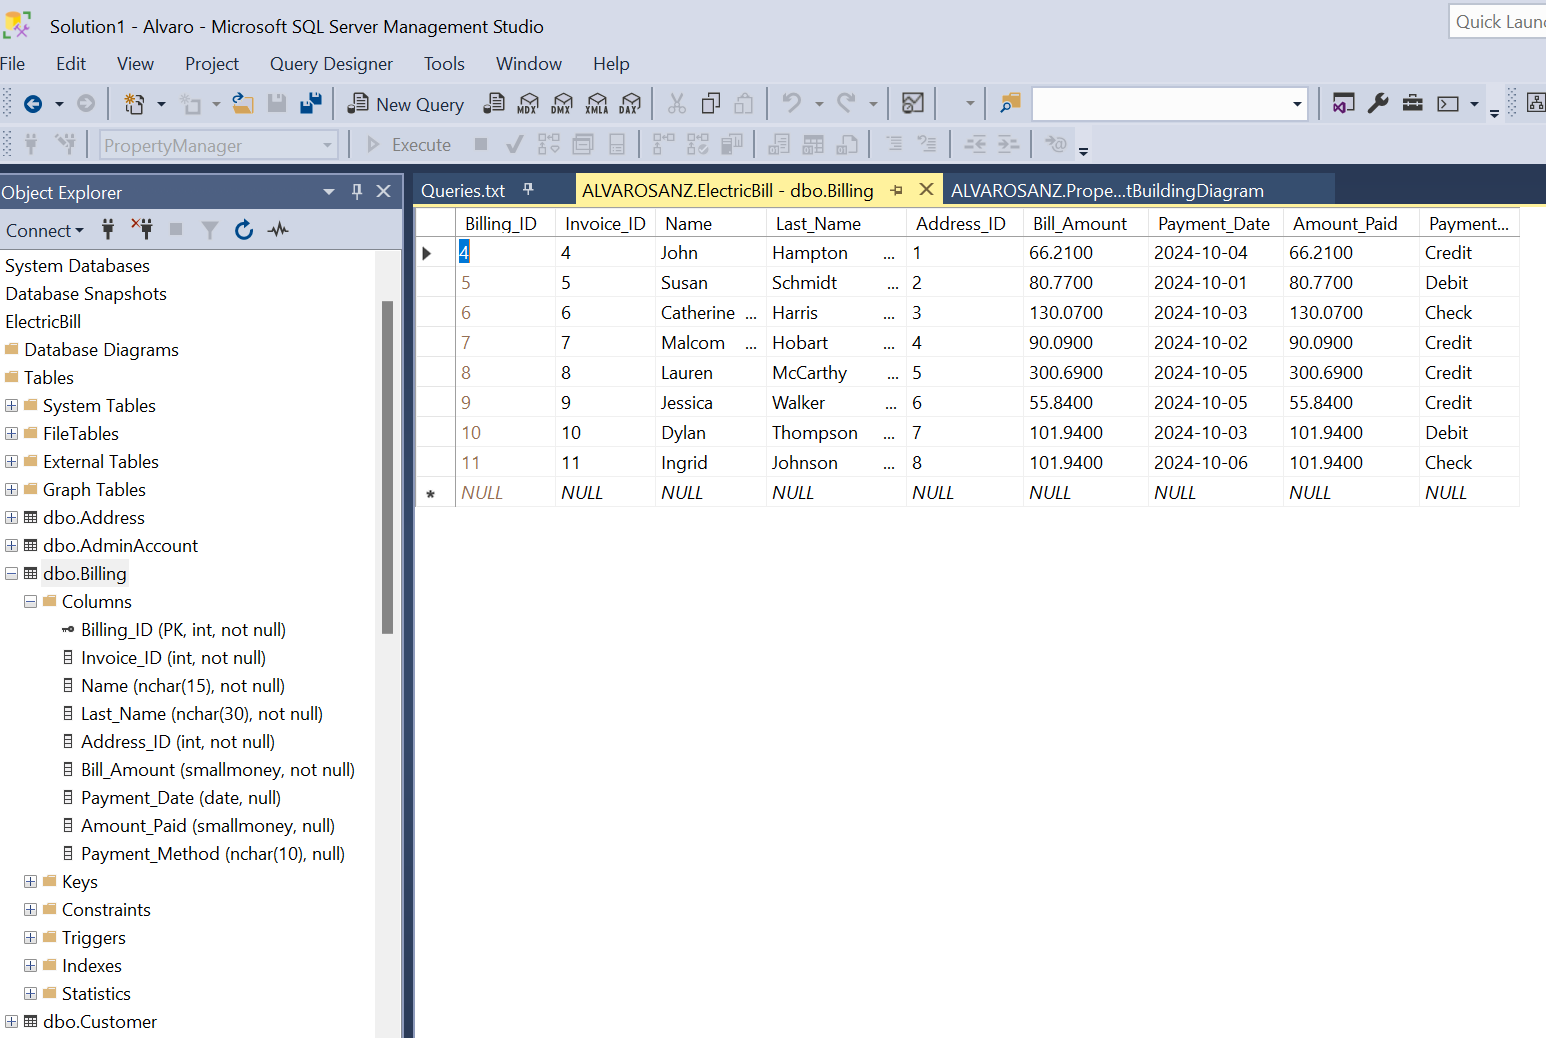 Solution1 - Alvaro - Microsoft SQL Server Management Studio
Quick Laun
File Edit View Project Query Designer Tools Window Help
New Query MDX DMX XMLA DAX
PropertyManager Execute
Object Explorer
Queries.txt ALVAROSANZ.ElectricBill - dbo.Billing ALVAROSANZ.Prope...tBuildingDiagram
Connect
Billing_ID Invoice_ID Name Last_Name Address_ID Bill_Amount Payment_Date Amount_Paid Payment...
4 4 John Hampton ... 1 66.2100 2024-10-04 66.2100 Credit
5 5 Susan Schmidt ... 2 80.7700 2024-10-01 80.7700 Debit
6 6 Catherine ... Harris ... 3 130.0700 2024-10-03 130.0700 Check
7 7 Malcom ... Hobart ... 4 90.0900 2024-10-02 90.0900 Credit
8 8 Lauren McCarthy ... 5 300.6900 2024-10-05 300.6900 Credit
9 9 Jessica Walker ... 6 55.8400 2024-10-05 55.8400 Credit
10 10 Dylan Thompson ... 7 101.9400 2024-10-03 101.9400 Debit
11 11 Ingrid Johnson ... 8 101.9400 2024-10-06 101.9400 Check
NULL NULL NULL NULL NULL NULL NULL NULL NULL
System Databases
Database Snapshots
ElectricBill
Database Diagrams
Tables
System Tables
FileTables
External Tables
Graph Tables
dbo.Address
dbo.AdminAccount
dbo.Billing
Columns
Billing_ID (PK, int, not null)
Invoice_ID (int, not null)
Name (nchar(15), not null)
Last_Name (nchar(30), not null)
Address_ID (int, not null)
Bill_Amount (smallmoney, not null)
Payment_Date (date, null)
Amount_Paid (smallmoney, null)
Payment_Method (nchar(10), null)
Keys
Constraints
Triggers
Indexes
Statistics
dbo.Customer